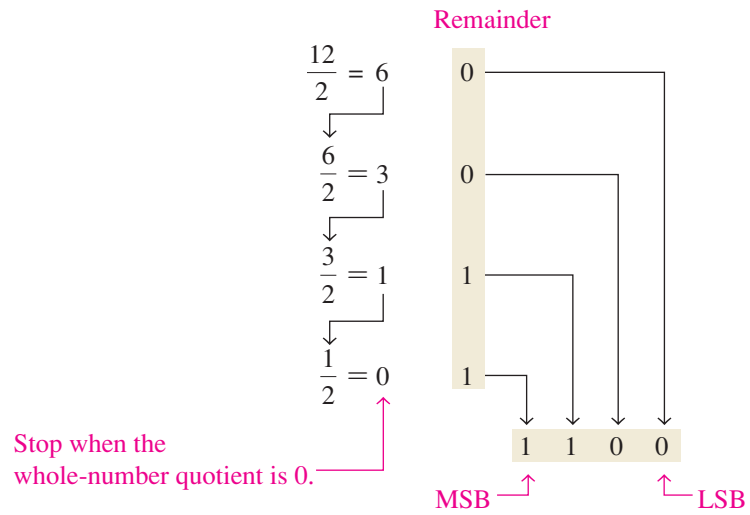 Remainder
12/2 = 6 0
6/2 = 3 0
3/2 = 1 1
1/2 = 0 1
Stop when the
whole-number quotient is 0.
1 1 0 0
MSB LSB